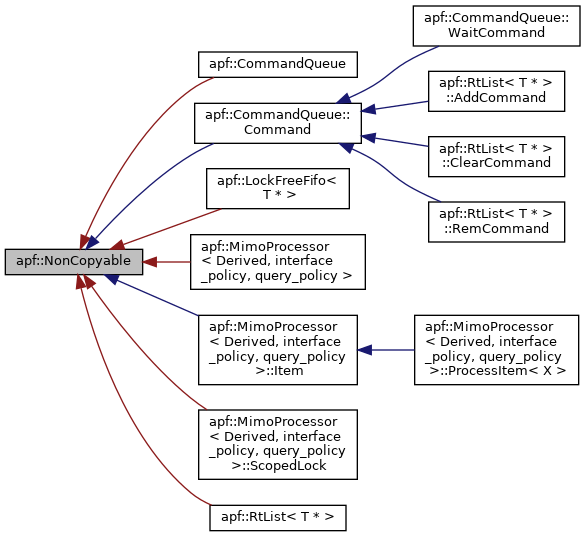 apf::CommandQueue::
WaitCommand
apf::CommandQueue
apf::RtList< T * >
::AddCommand
apf::CommandQueue::
Command
apf::RtList< T * >
::ClearCommand
apf::LockFreeFifo<
T * >
apf::RtList< T * >
::RemCommand
apf::NonCopyable
apf::MimoProcessor
< Derived, interface
_policy, query_policy >
apf::MimoProcessor
< Derived, interface
_policy, query_policy
>::Item
apf::MimoProcessor
< Derived, interface
_policy, query_policy
>::ProcessItem< X >
apf::MimoProcessor
< Derived, interface
_policy, query_policy
>::ScopedLock
apf::RtList< T * >